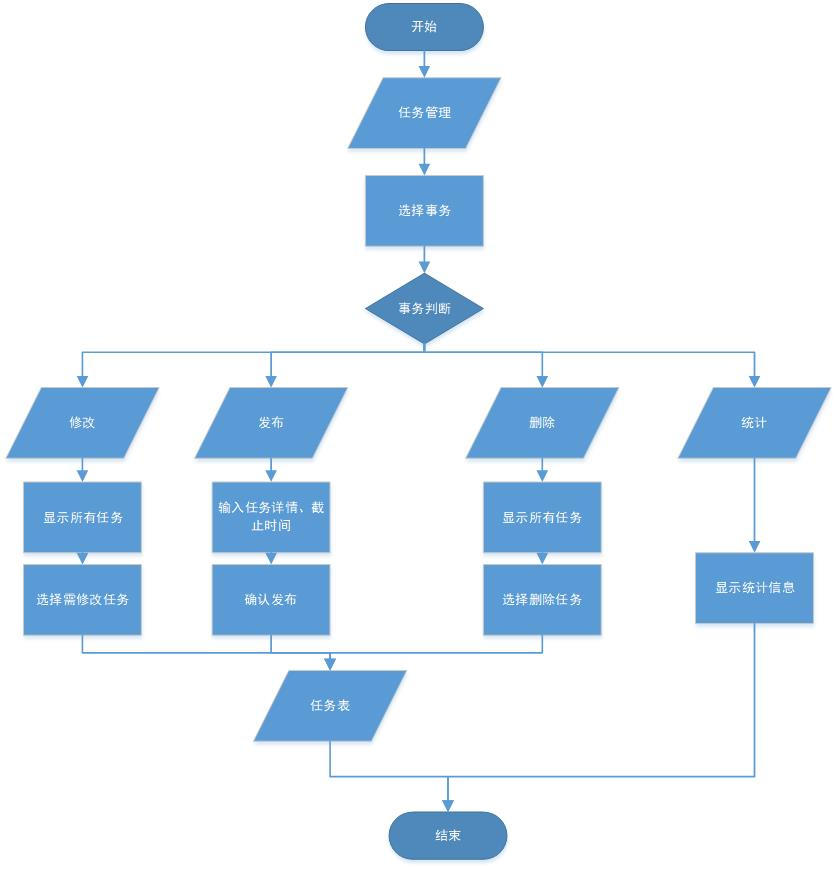 开始
任务管理
选择事务
事务判断
修改
发布
删除
统计
显示所有任务
输入任务详情、截
止时间
显示所有任务
选择需修改任务
确认发布
选择删除任务
显示统计信息
任务表
结束